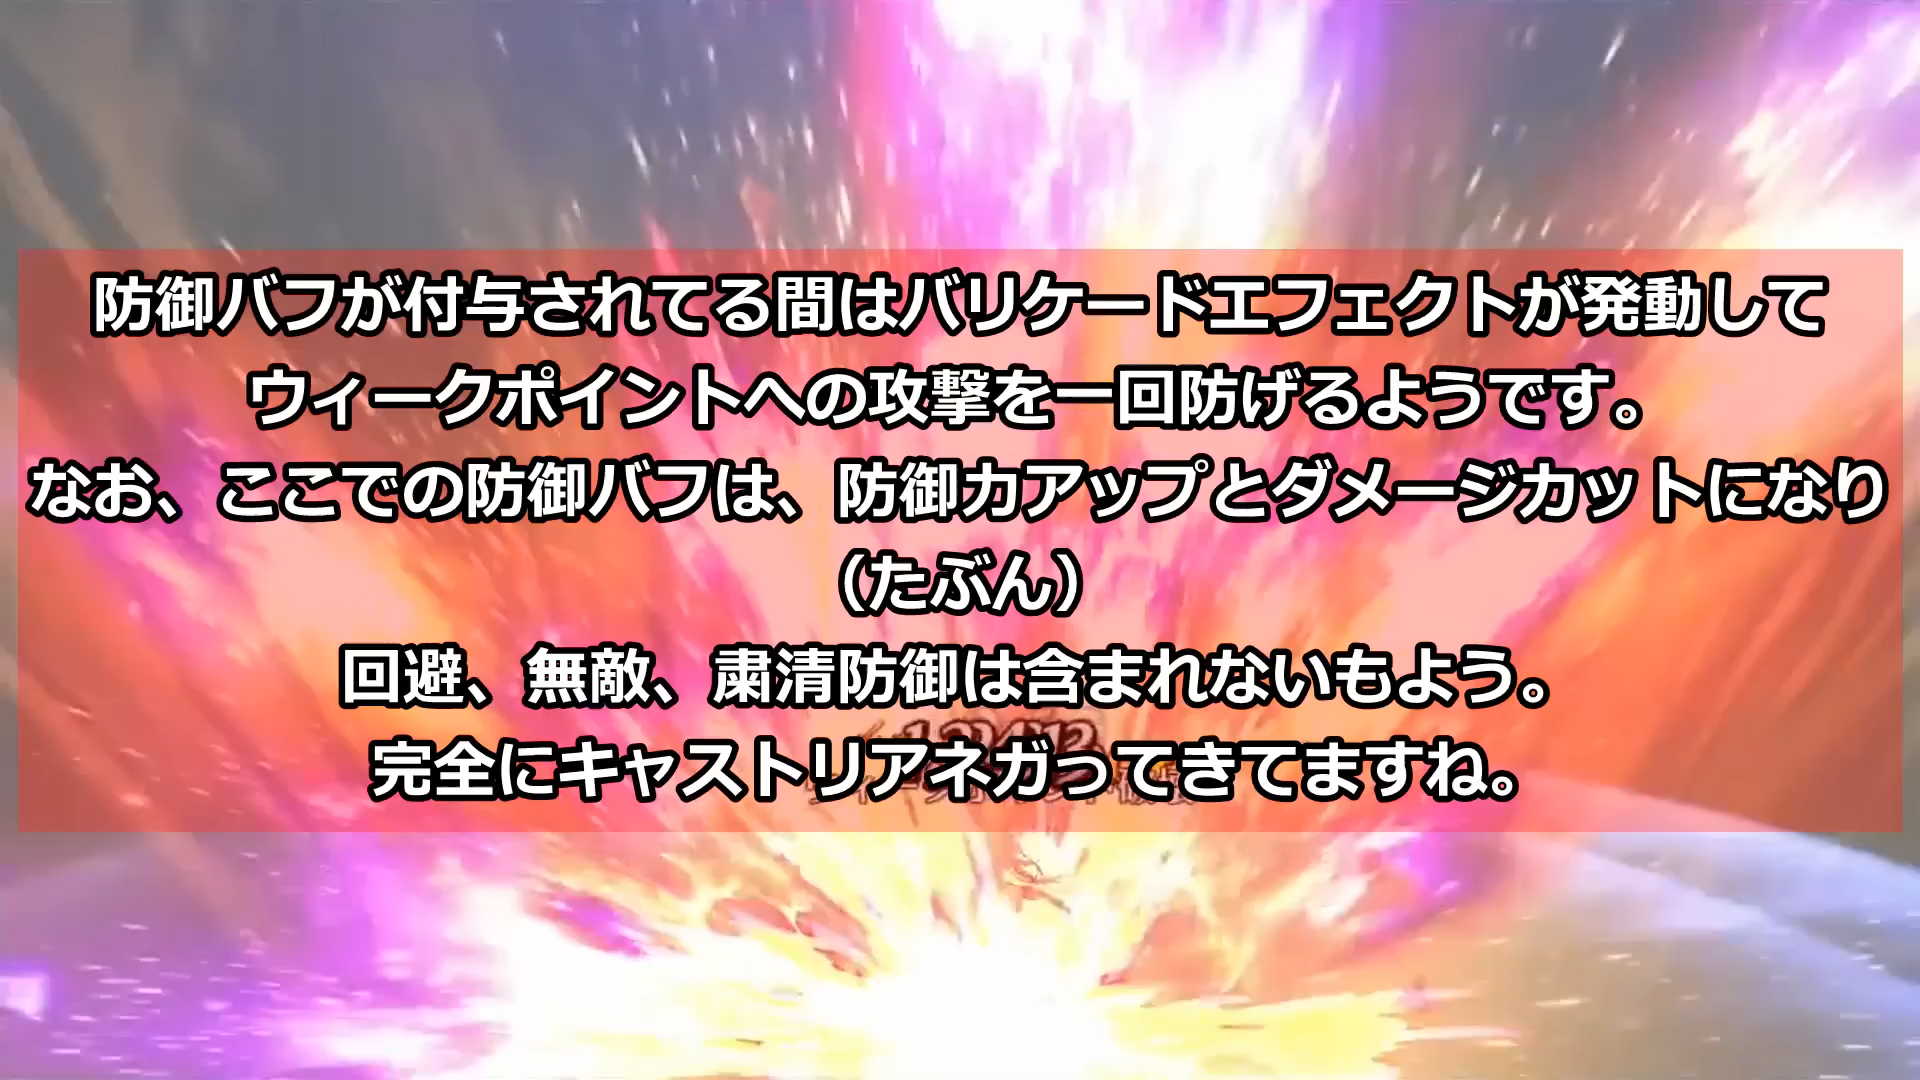 防御バフが付与されてる間はバリケードエフェクトが発動して
ウィークポイントへの攻撃を一回防げるようです。
なお、ここでの防御バフは、防御力アップとダメージカットになり
（たぶん）
回避、無敵、粛清防御は含まれないもよう。
完全にキャストリアネガってきてますね。